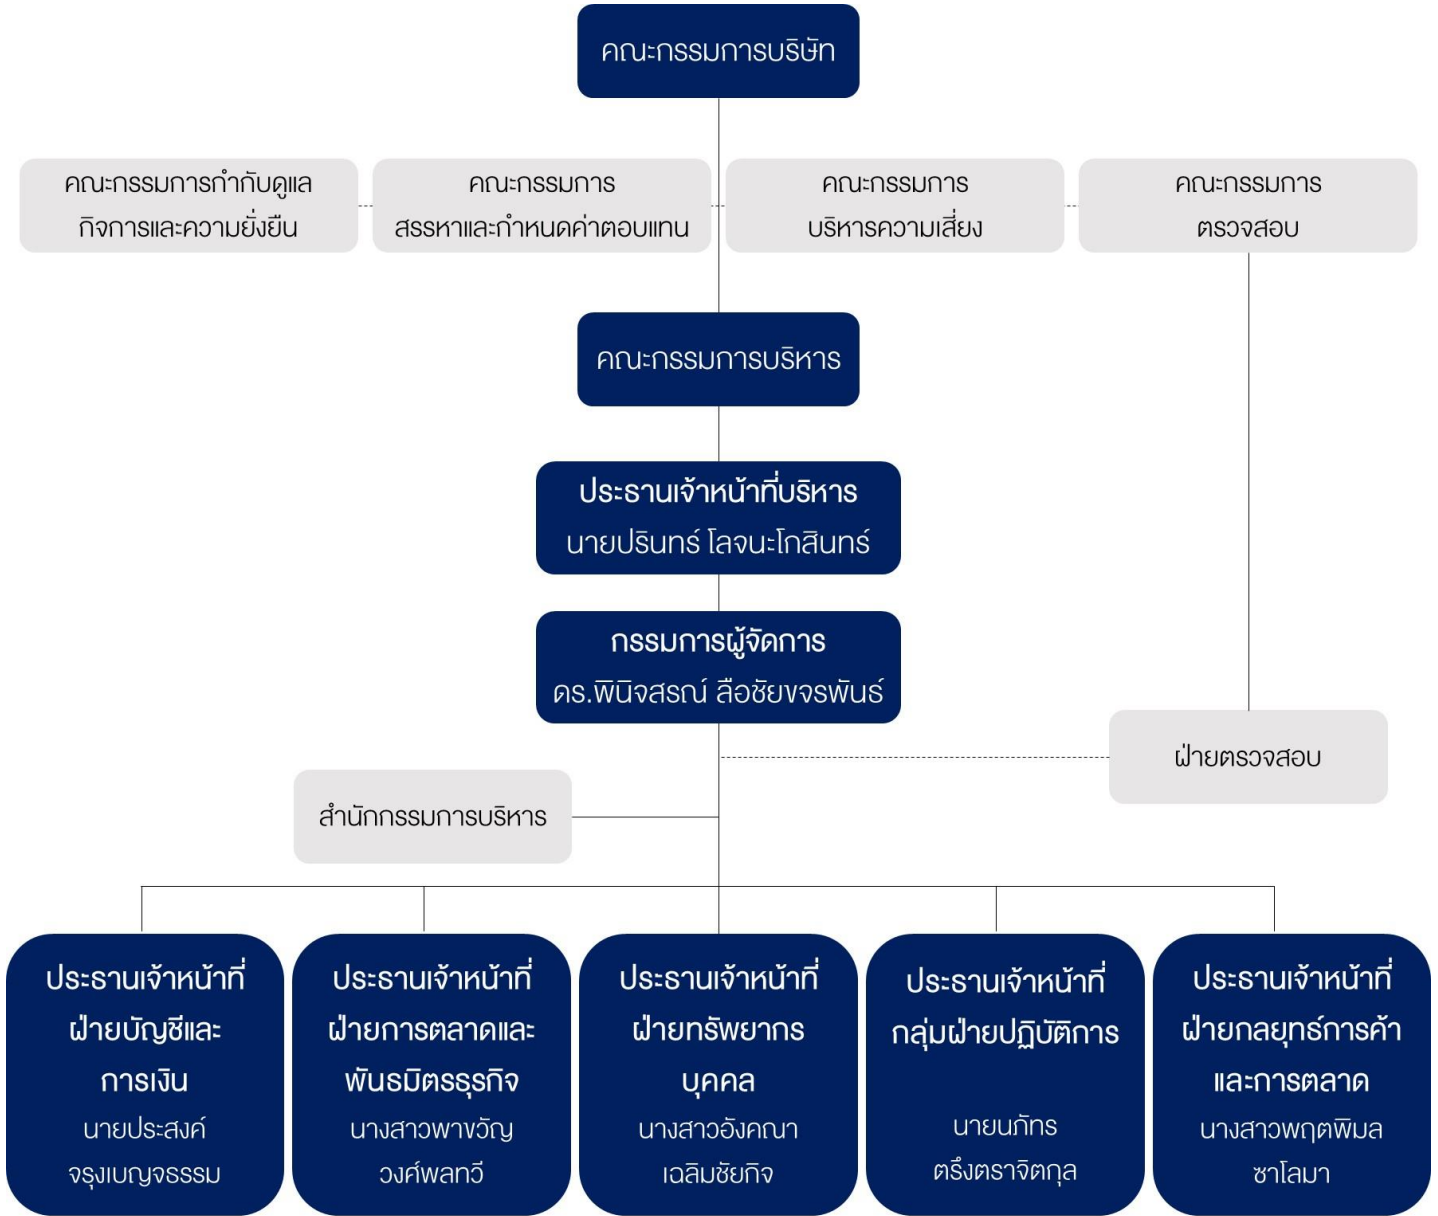 คณะกรรมการบริษัท
คณะกรรมการกำกับดูแล
กิจการและความยั่งยืน
คณะกรรมการ
สรรหาและกำหนดค่าตอบแทน
คณะกรรมการ
บริหารความเสี่ยง
คณะกรรมการ
ตรวจสอบ
คณะกรรมการบริหาร
ประธานเจ้าหน้าที่บริหาร
นายปรินทร์ โลจนะโกสินทร์
กรรมการผู้จัดการ
ดร.พินิจสรณ์ ลือชัยขจรพันธ์
ฝ่ายตรวจสอบ
สำนักกรรมการบริหาร
ประธานเจ้าหน้าที่
ฝ่ายบัญชีและ
การเงิน
นายประสงค์
จรุงเบญจธรรม
ประธานเจ้าหน้าที่
ฝ่ายการตลาดและ
พันธมิตรธุรกิจ
นางสาวพาขวัญ
วงศ์พลทวี
ประธานเจ้าหน้าที่
ฝ่ายทรัพยากร
บุคคล
นางสาวอังคณา
เฉลิมชัยกิจ
ประธานเจ้าหน้าที่
กลุ่มฝ่ายปฏิบัติการ
นายนภัทร
ตรึงตราจิตกุล
ประธานเจ้าหน้าที่
ฝ่ายกลยุทธ์การค้า
และการตลาด
นางสาวพฤตพิมล
ซาโลมา